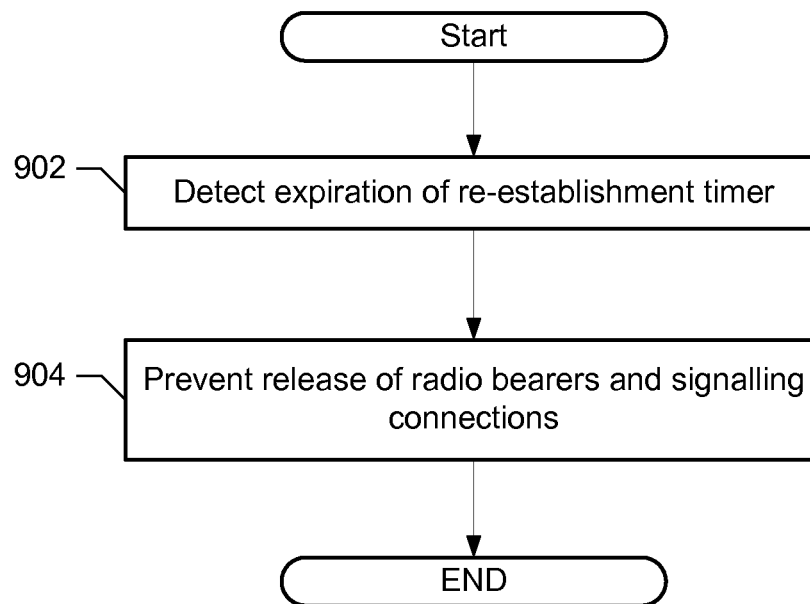 Start
902
Detect expiration of re-establishment timer
904
Prevent release of radio bearers and signalling
connections
END